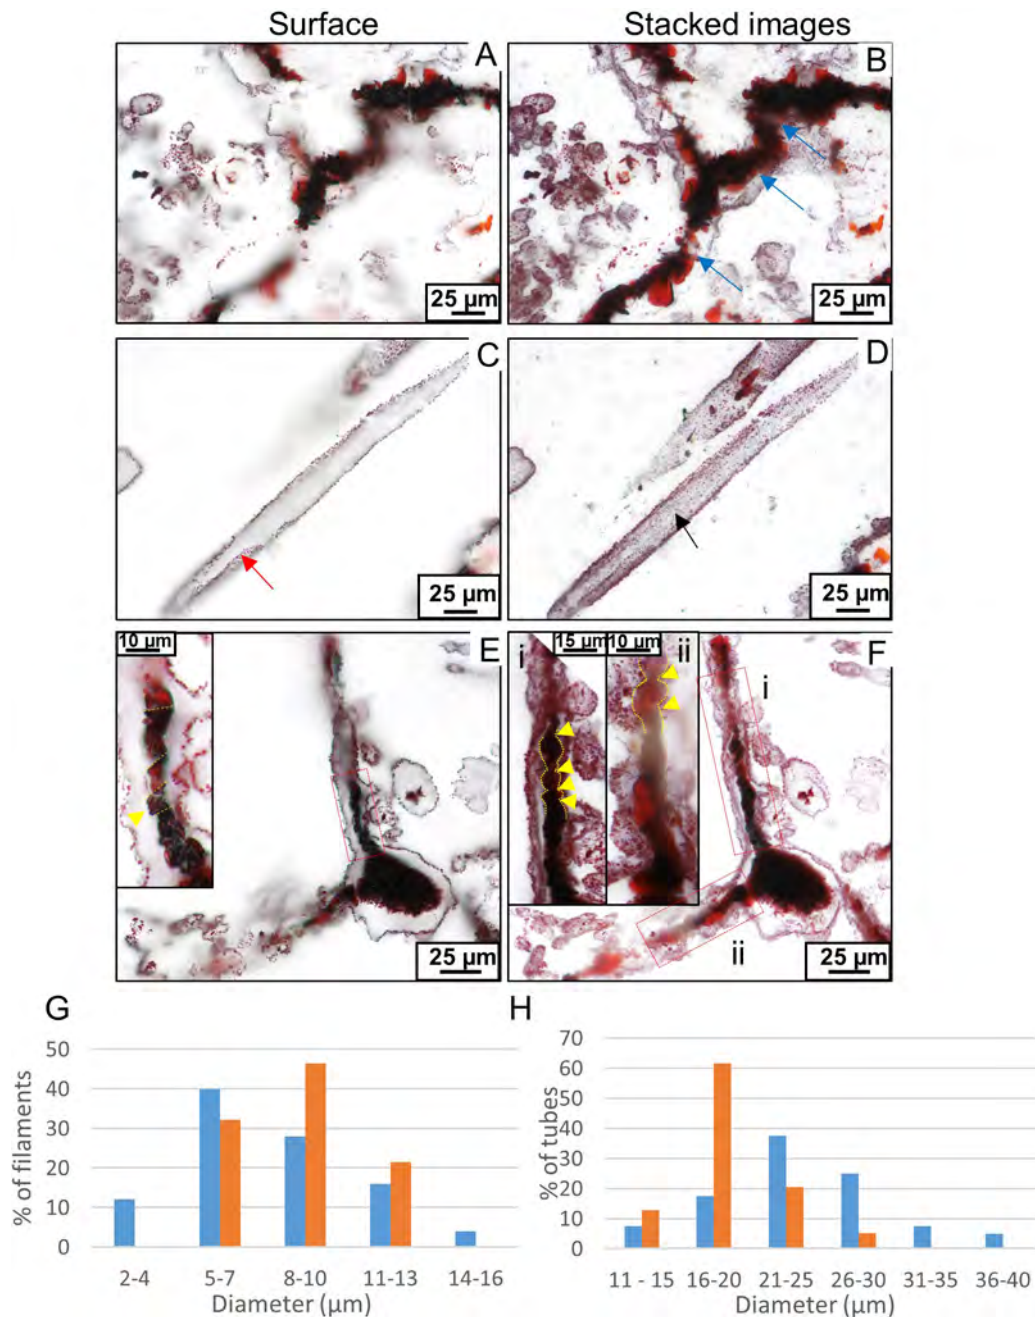 Surface
Stacked images
A
25 µm
B
25 µm
C
25 µm
D
25 µm
10 µm
E
25 µm
i
15 µm
10 µm
ii
F
i
ii
25 µm
G
% of filaments
50
40
30
20
10
0
2-4
5-7
8-10
11-13
14-16
Diameter (µm)
H
% of tubes
70
60
50
40
30
20
10
0
11 - 15
16-20
21-25
26-30
31-35
36-40
Diameter (µm)